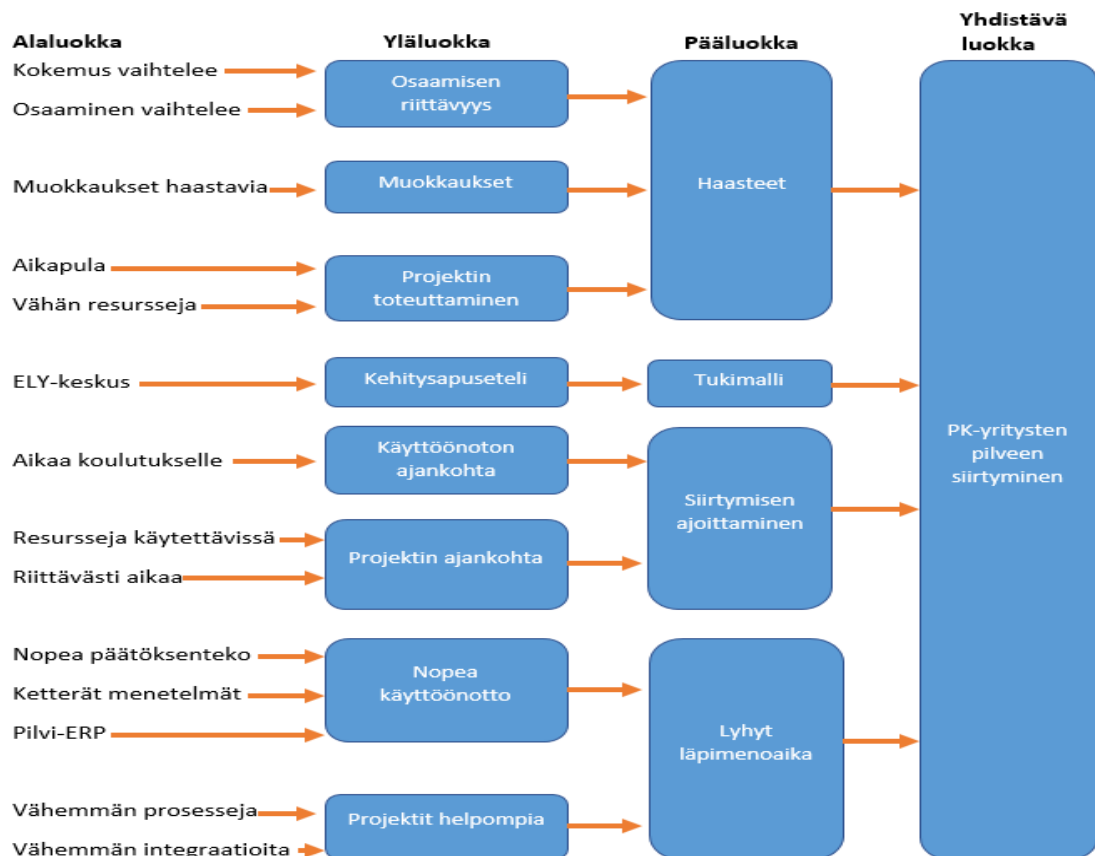 Alaluokka
Yläluokka
Pääluokka
Yhdistävä
luokka
Kokemus vaihtelee
Osaaminen vaihtelee
Osaamisen
riittävyys
Muokkaukset haastavia
Muokkaukset
Aikapula
Vähän resursseja
Projektin
toteuttaminen
Haasteet
ELY-keskus
Kehitysapuseteli
Tukimalli
Aikaa koulutukselle
Käyttöönoton
ajankohta
Resursseja käytettävissä
Riittävästi aikaa
Projektin ajankohta
Siirtymisen
ajoittaminen
Nopea päätöksenteko
Ketterät menetelmät
Pilvi-ERP
Nopea
käyttöönotto
Vähemmän prosesseja
Vähemmän integraatioita
Projektit helpompia
Lyhyt
läpimenoaika
PK-yritysten
pilveen
siirtyminen